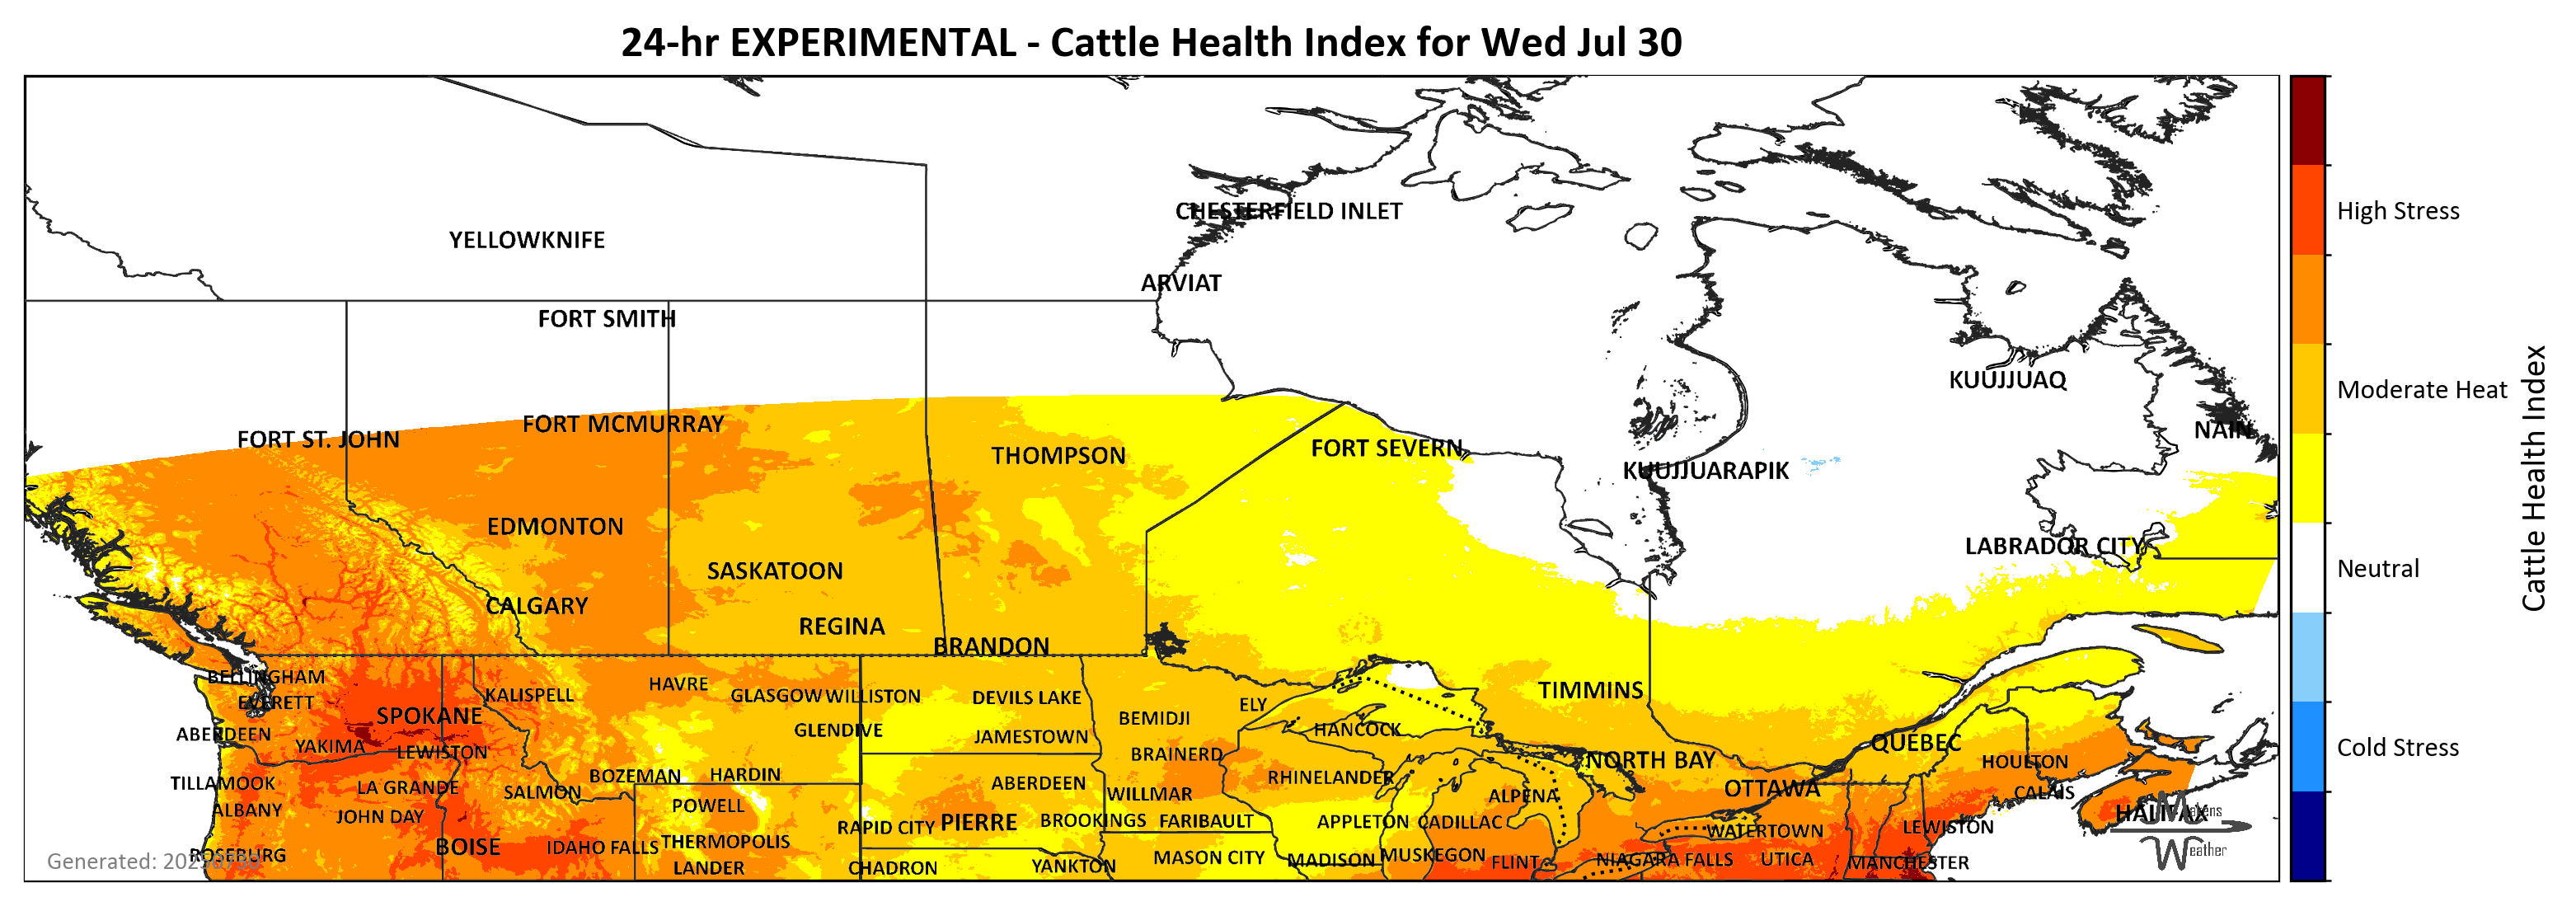 24-hr EXPERIMENTAL - Cattle Health Index for Wed Jul 30
CHESTERFIELD INLET
High Stress
YELLOWKNIFE
ARVIAT
FORT SMITH
KUUJJUAQ
Moderate Heat
FORT MCMURRAY
NAIN
FORT ST. JOHN
FORT SEVERN
THOMPSON
KUUJJUARAPIK
Cattle Health Index
EDMONTON
LABRADOR CITY
SASKATOON
Neutral
CALGARY
REGINA
BRANDON
BELLINGHAM
HAVRE
TIMMINS
KALISPELL
GLASGOW
WILLISTON
DEVILS LAKE
EVERETT
ELY
SPOKANE
BEMIDJI
GLENDIVE
HANCOCK
ABERDEEN
JAMESTOWN
QUEBEC
YAKIMA
LEWISTON
BRAINERD
Cold Stress
NORTH BAY
HOULTON
BOZEMAN
HARDIN
RHINELANDER
TILLAMOOK
LA GRANDE
ABERDEEN
OTTAWA
SALMON
WILLMAR
CALAIS
ALPENA
POWELL
ALBANY
JOHN DAY
HALIFAX
Makens
Weather
RAPID CITY
PIERRE
BROOKINGS
FARIBAULT
APPLETON
CADILLAC
WATERTOWN
LEWISTON
BOISE
IDAHO FALLS
THERMOPOLIS
ROSEBURG
MASON CITY
MADISON
MUSKEGON
FLINT
NIAGARA FALLS
UTICA
MANCHESTER
Generated:
LANDER
CHADRON
YANKTON